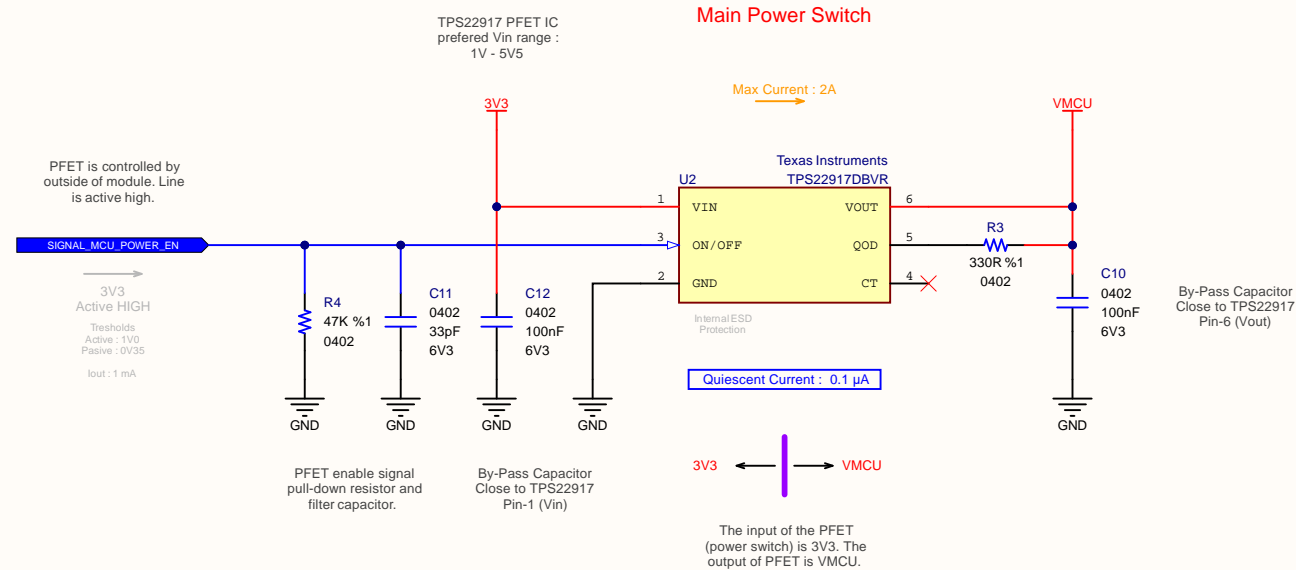 Main Power Switch
TPS22917 PFET IC
prefered Vin range :
1V - 5V5
Max Current : 2A
3V3
VMCU
PFET is controlled by
outside of module. Line
is active high.
SIGNAL_MCU_POWER_EN
3V3
Active HIGH
Tresholds
Active : 1V0
Pasive : 0V35
Iout : 1 mA
Texas Instruments
TPS22917DBVR
U2
1
VIN
VOUT
6
3
ON/OFF
QOD
5
2
GND
CT
4
Internal ESD
Protection
R3
330R %1
0402
R4
47K %1
0402
C11
0402
33pF
6V3
C12
0402
100nF
6V3
C10
0402
100nF
6V3
By-Pass Capacitor
Close to TPS22917
Pin-6 (Vout)
Quiescent Current : 0.1 µA
GND
GND
GND
GND
GND
PFET enable signal
pull-down resistor and
filter capacitor.
By-Pass Capacitor
Close to TPS22917
Pin-1 (Vin)
3V3
VMCU
The input of the PFET
(power switch) is 3V3. The
output of PFET is VMCU.